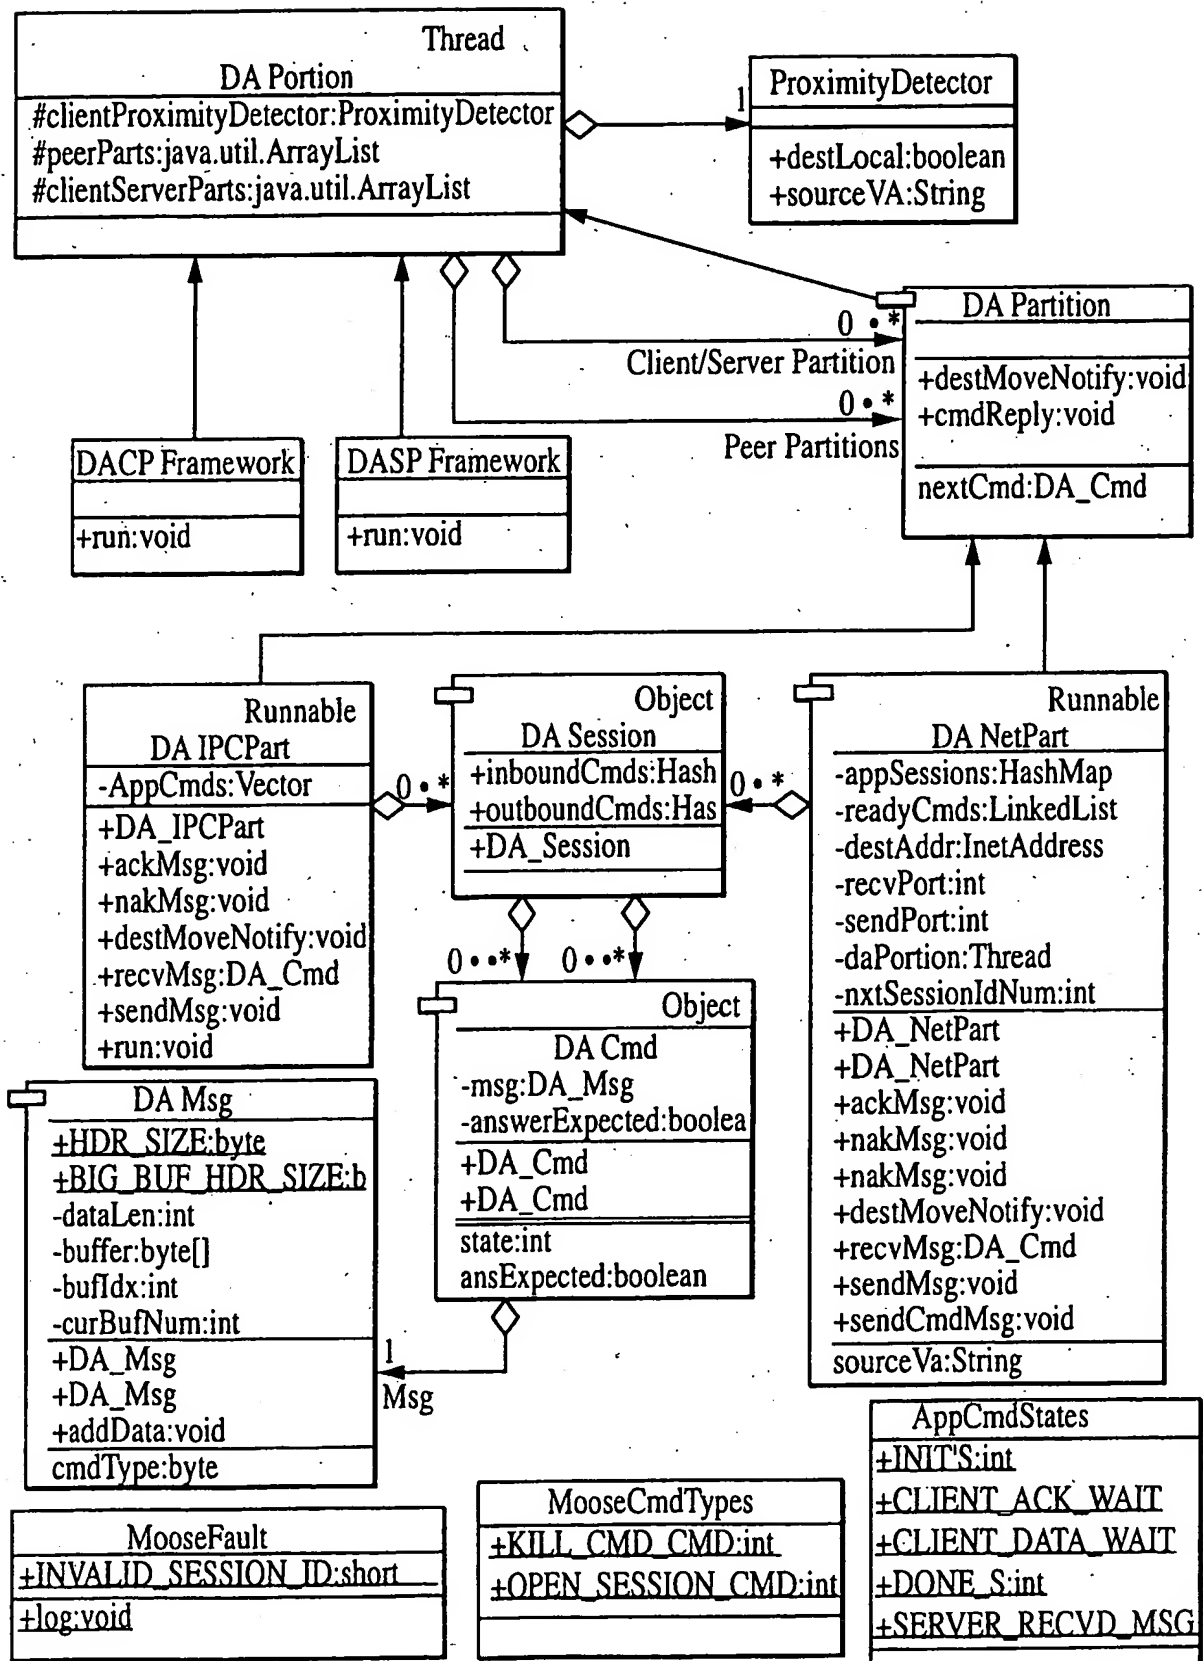 Thread
DA Portion
#clientProximityDetector:ProximityDetector
#peerParts:java.util.ArrayList
#clientServerParts:java.util.ArrayList
1
ProximityDetector
+destLocal:boolean
+sourceVA:String
DA Partition
+destMoveNotify:void
+cmdReply:void
nextCmd:DA_Cmd
0 • *
Client/Server Partition
0 • *
Peer Partitions
DACP Framework
+run:void
DASP Framework
+run:void
Runnable
DA IPCPart
-AppCmds:Vector
+DA_IPCPart
+ackMsg:void
+nakMsg:void
+destMoveNotify:void
+recvMsg:DA_Cmd
+sendMsg:void
+run:void
0 • *
Object
DA Session
+inboundCmds:Hash
+outboundCmds:Has
+DA_Session
0 • *
Runnable
DA NetPart
-appSessions:HashMap
-readyCmds:LinkedList
-destAddr:InetAddress
-recvPort:int
-sendPort:int
-daPortion:Thread
-nxtSessionIdNum:int
+DA_NetPart
+DA_NetPart
+ackMsg:void
+nakMsg:void
+nakMsg:void
+destMoveNotify:void
+recvMsg:DA_Cmd
+sendMsg:void
+sendCmdMsg:void
sourceVa:String
0 • •* 0 • •*
Object
DA Cmd
-msg:DA_Msg
-answerExpected:boolea
+DA_Cmd
+DA_Cmd
state:int
ansExpected:boolean
DA Msg
+HDR_SIZE:byte
+BIG_BUF_HDR_SIZE:b
-dataLen:int
-buffer:byte[]
-bufIdx:int
-curBufNum:int
+DA_Msg
+DA_Msg
+addData:void
cmdType:byte
1
Msg
MooseFault
+INVALID_SESSION_ID:short
+log:void
MooseCmdTypes
+KILL_CMD_CMD:int
+OPEN_SESSION_CMD:int
AppCmdStates
+INIT'S:int
+CLIENT_ACK_WAIT
+CLIENT_DATA_WAIT
+DONE_S:int
+SERVER_RECVD_MSG